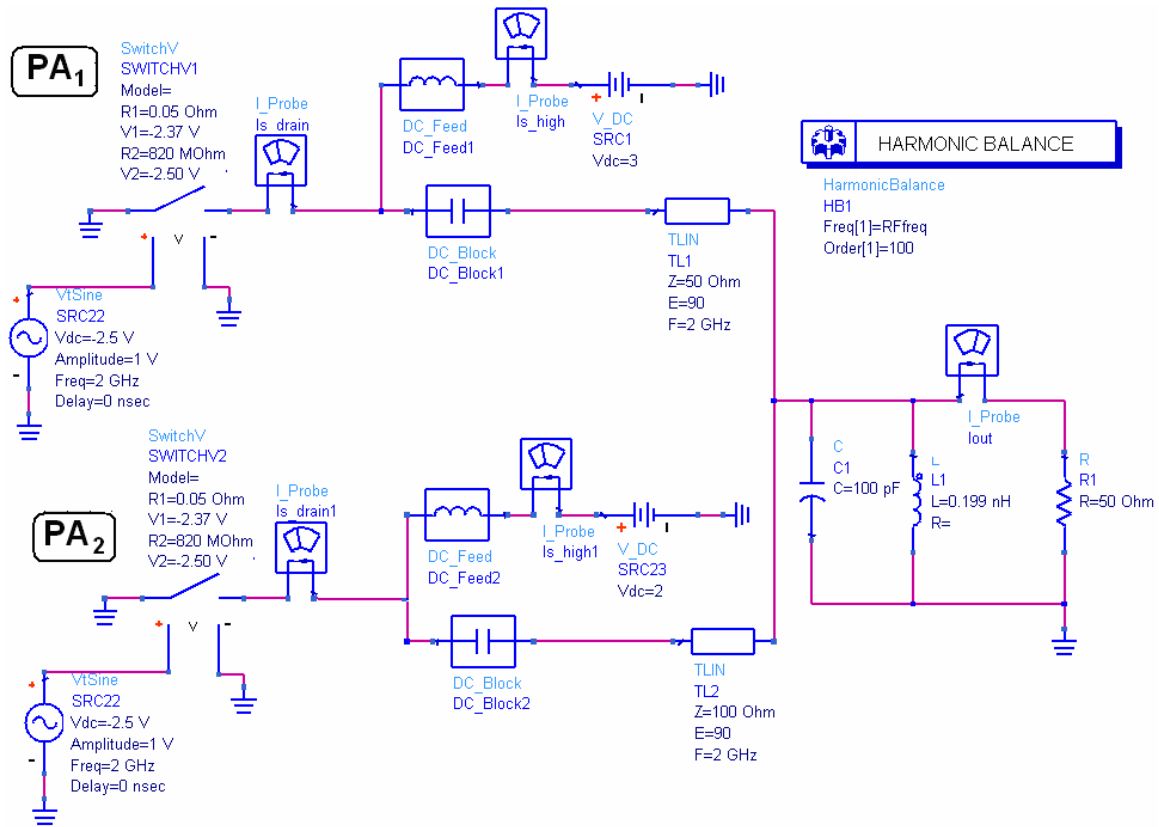 PA1
SwitchV
SWITCHV1
Model=
R1=0.05 Ohm
V1=-2.37 V
R2=820 MOhm
V2=-2.50 V
I_Probe
Is_drain
DC_Feed
DC_Feed1
I_Probe
Is_high
+
V_DC
SRC1
Vdc=3
HARMONIC BALANCE
HarmonicBalance
HB1
Freq[1]=RFfreq
Order[1]=100
DC_Block
DC_Block1
TLIN
TL1
Z=50 Ohm
E=90
F=2 GHz
+ V -
+
-
VtSine
SRC22
Vdc=-2.5 V
Amplitude=1 V
Freq=2 GHz
Delay=0 nsec
I_Probe
Iout
C
C1
C=100 pF
L
L1
L=0.199 nH
R=
R
R1
R=50 Ohm
PA2
SwitchV
SWITCHV2
Model=
R1=0.05 Ohm
V1=-2.37 V
R2=820 MOhm
V2=-2.50 V
I_Probe
Is_drain1
DC_Feed
DC_Feed2
I_Probe
Is_high1
+
V_DC
SRC23
Vdc=2
DC_Block
DC_Block2
TLIN
TL2
Z=100 Ohm
E=90
F=2 GHz
+ V -
+
-
VtSine
SRC22
Vdc=-2.5 V
Amplitude=1 V
Freq=2 GHz
Delay=0 nsec